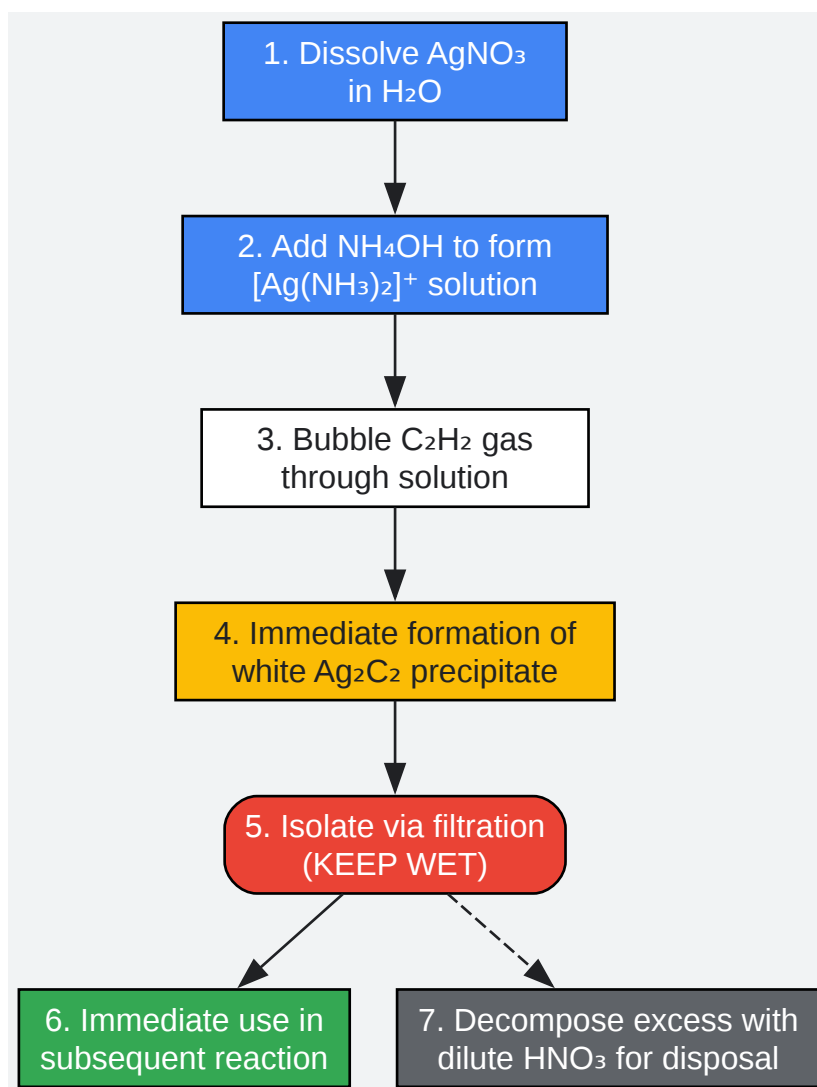 1. Dissolve AgNO₃
in H₂O
2. Add NH₄OH to form
[Ag(NH₃)₂]⁺ solution
3. Bubble C₂H₂ gas
through solution
4. Immediate formation of
white Ag₂C₂ precipitate
5. Isolate via filtration
(KEEP WET)
6. Immediate use in
subsequent reaction
7. Decompose excess with
dilute HNO₃ for disposal